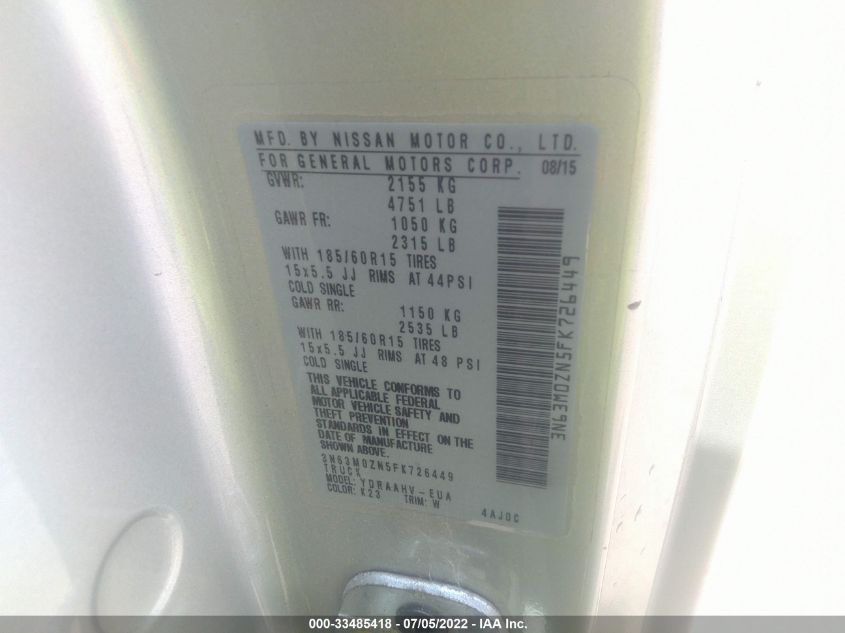 MFD. BY NISSAN MOTOR CO., LTD.
FOR GENERAL MOTORS CORP. 08/15
GVWR: 2155 KG
4751 LB
GAWR FR: 1050 KG
2315 LB
WITH 185/60R15 TIRES
15x5.5 JJ RIMS AT 44PSI
COLD SINGLE
GAWR RR: 1150 KG
2535 LB
WITH 185/60R15 TIRES
15x5.5 JJ RIMS AT 48 PSI
COLD SINGLE
THIS VEHICLE CONFORMS TO
ALL APPLICABLE FEDERAL
MOTOR VEHICLE SAFETY AND
THEFT PREVENTION
STANDARDS IN EFFECT ON THE
DATE OF MANUFACTURE
SHOWN ABOVE.
3N63M0ZN5FK726449
TRUCK
MODEL: YDRAAHV-EUA
COLOR: K23 TRIM: W
4AJ0C
3N63M0ZN5FK726449
000-33485418 - 07/05/2022 - IAA Inc.